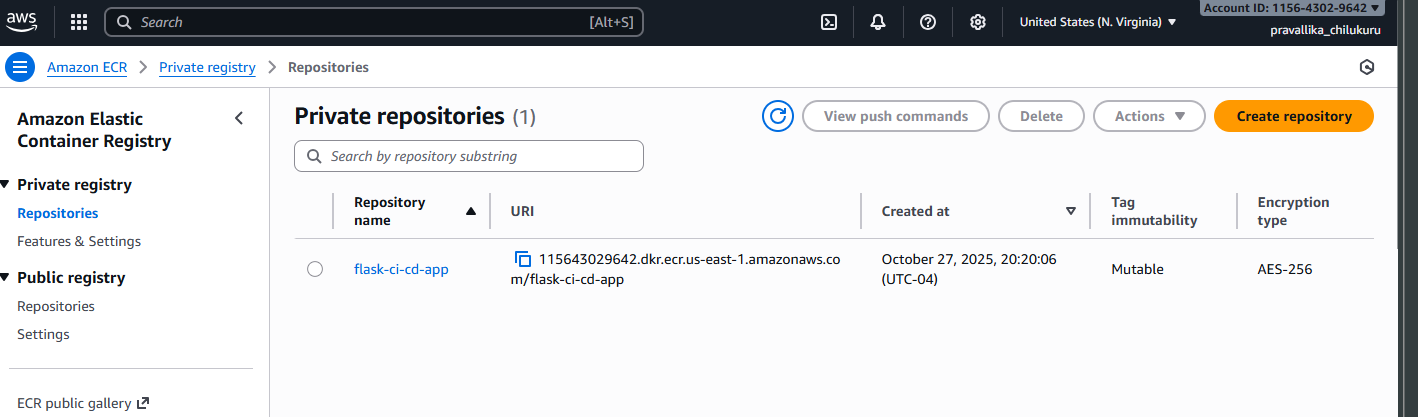 aws
Search
[Alt+S]
United States (N. Virginia)
Account ID: 1156-4302-9642
pravallika_chilukuru
Amazon ECR
Private registry
Repositories
Amazon Elastic
Container Registry
Private registry
Repositories
Features & Settings
Public registry
Repositories
Settings
ECR public gallery
Private repositories (1)
View push commands
Delete
Actions
Create repository
Search by repository substring
Repository
name
URI
Created at
Tag
immutability
Encryption
type
flask-ci-cd-app
115643029642.dkr.ecr.us-east-1.amazonaws.co
m/flask-ci-cd-app
October 27, 2025, 20:20:06
(UTC-04)
Mutable
AES-256